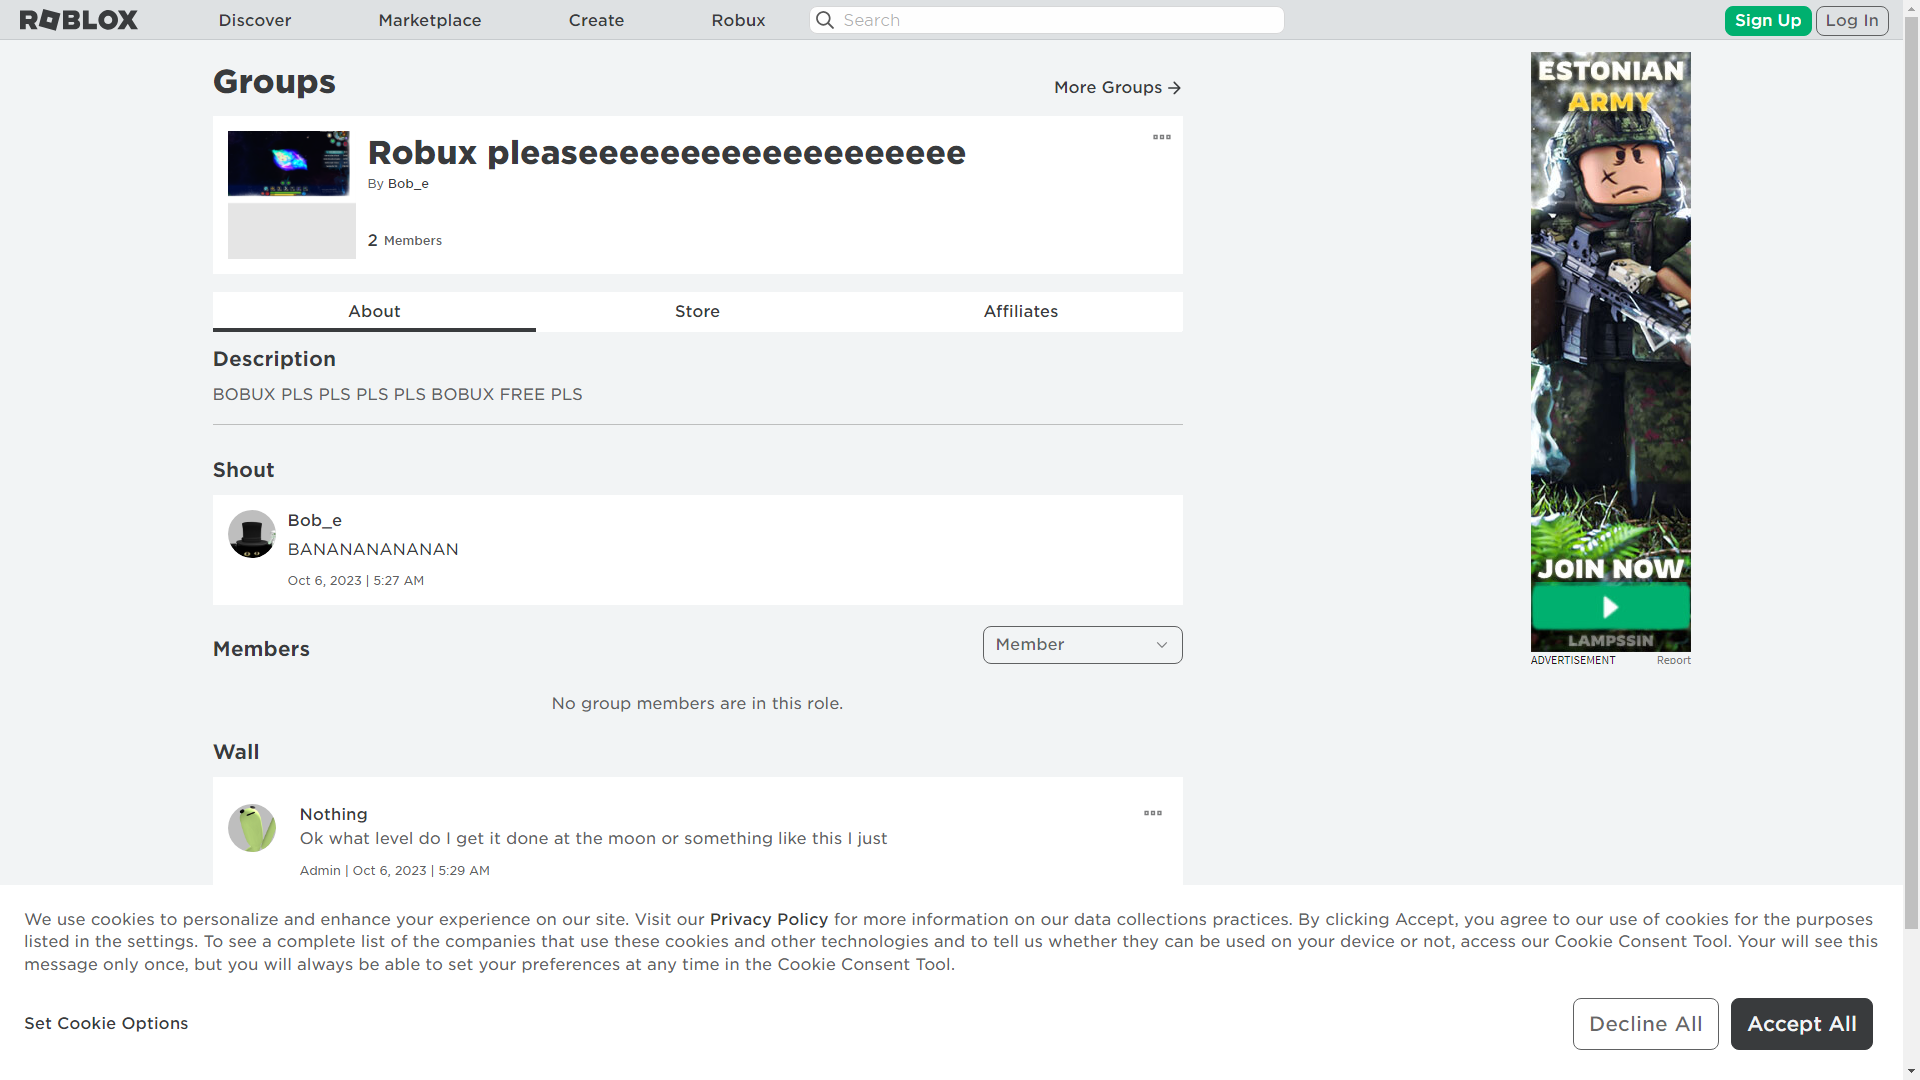 ROBLOX
Discover
Marketplace
Create
Robux
Search
Sign Up
Log In
Groups
More Groups
Robux pleaseeeeeeeeeeeeeeeeeee
By Bob_e
2 Members
About
Store
Affiliates
Description
BOBUX PLS PLS PLS PLS BOBUX FREE PLS
Shout
Bob_e
BANANANANANAN
Oct 6, 2023 | 5:27 AM
Members
Member
No group members are in this role.
Wall
Nothing
Ok what level do I get it done at the moon or something like this I just
Admin | Oct 6, 2023 | 5:29 AM
ESTONIAN
ARMY
JOIN NOW
LAMPSSIN
ADVERTISEMENT
Report
We use cookies to personalize and enhance your experience on our site. Visit our Privacy Policy for more information on our data collections practices. By clicking Accept, you agree to our use of cookies for the purposes
listed in the settings. To see a complete list of the companies that use these cookies and other technologies and to tell us whether they can be used on your device or not, access our Cookie Consent Tool. Your will see this
message only once, but you will always be able to set your preferences at any time in the Cookie Consent Tool.
Set Cookie Options
Decline All
Accept All